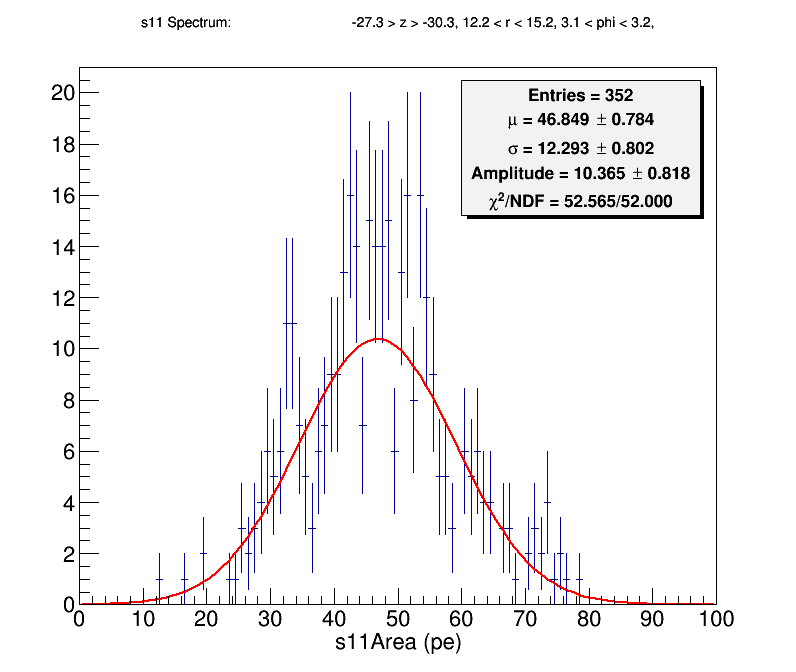 s11 Spectrum: -27.3 > z > -30.3, 12.2 < r < 15.2, 3.1 < phi < 3.2,
Entries = 352
μ = 46.849 ± 0.784
σ = 12.293 ± 0.802
Amplitude = 10.365 ± 0.818
χ²/NDF = 52.565/52.000
20
18
16
14
12
10
8
6
4
2
0
0 10 20 30 40 50 60 70 80 90 100
s11Area (pe)